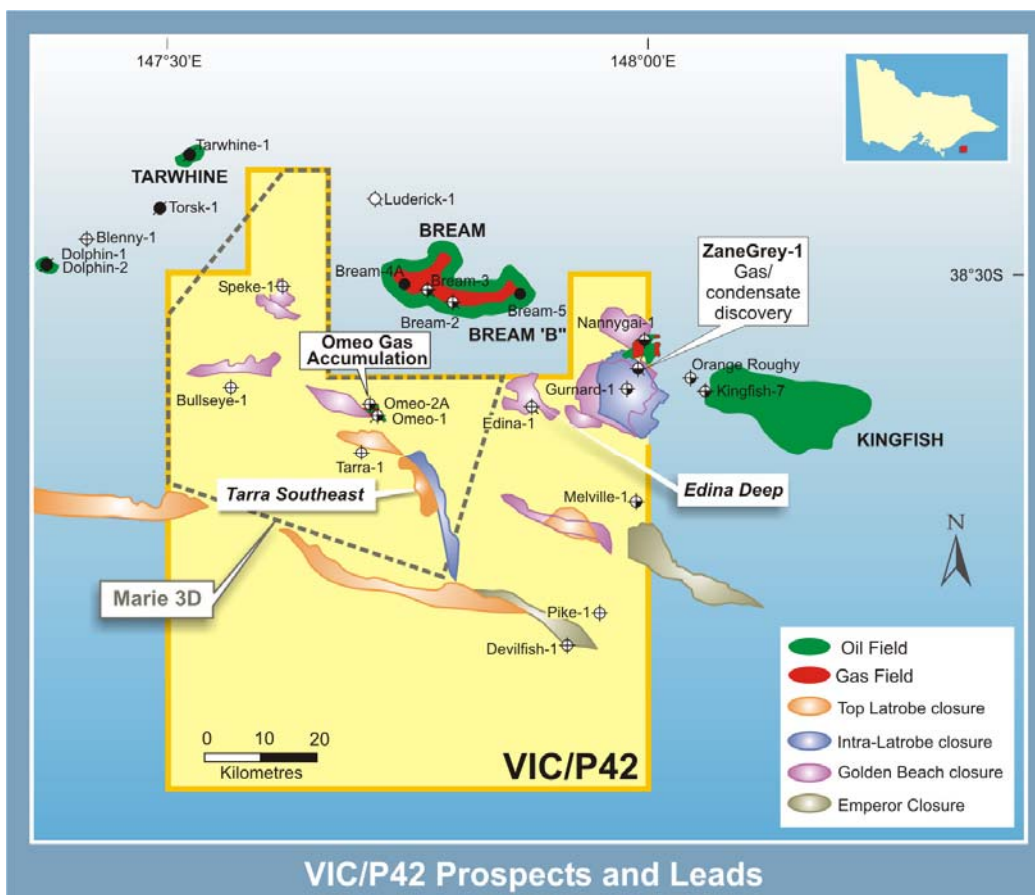 147°30'E
148°00'E
Tarwhine-1
TARWHINE
Torsk-1
Luderick-1
Blenny-1
Dolphin-1
Dolphin-2
BREAM
ZaneGrey-1
Gas/
condensate
discovery
38°30S
Speke-1
Bream-4A
Bream-3
Bream-2
Bream-5
BREAM 'B"
Nannygai-1
Omeo Gas
Accumulation
Orange Roughy
Bullseye-1
Omeo-2A
Omeo-1
Gurnard-1
Kingfish-7
Edina-1
KINGFISH
Tarra-1
Tarra Southeast
Edina Deep
Melville-1
N
Marie 3D
Pike-1
Devilfish-1
Oil Field
Gas Field
Top Latrobe closure
Intra-Latrobe closure
Golden Beach closure
Emperor Closure
0 10 20
Kilometres
VIC/P42
VIC/P42 Prospects and Leads